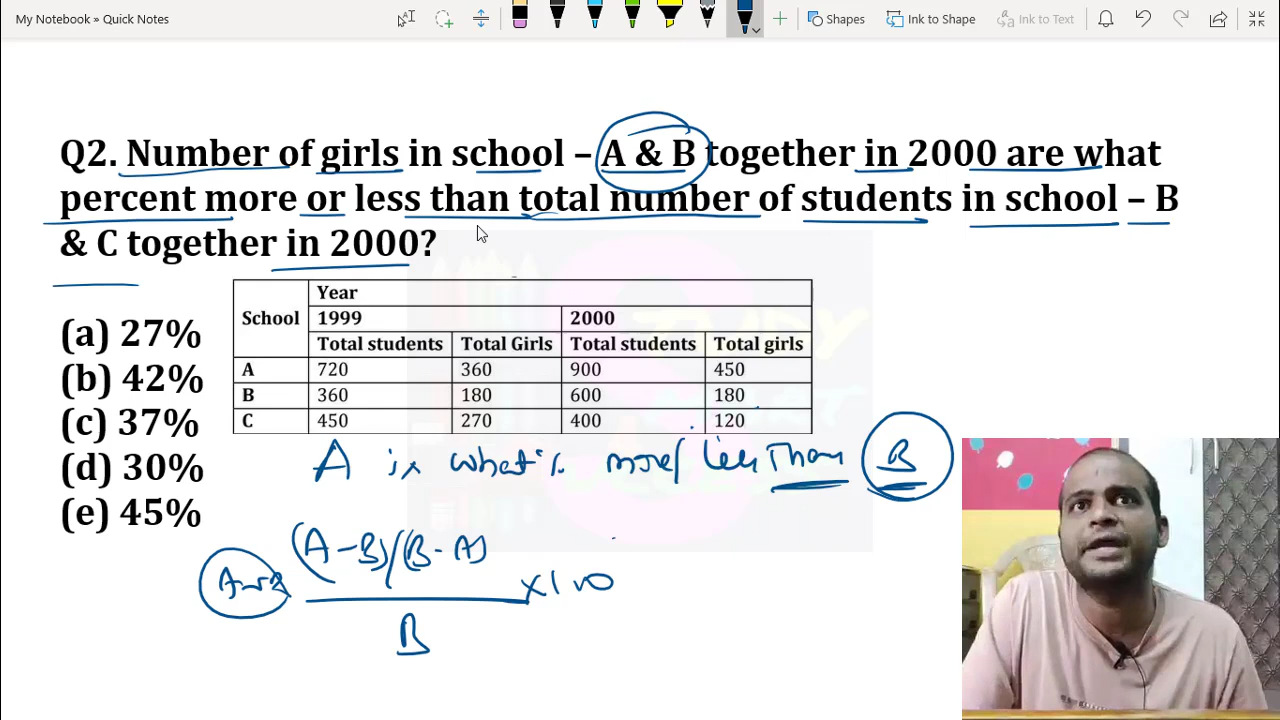 My Notebook » Quick Notes
Shapes
Ink to Shape
Ink to Text
Q2. Number of girls in school – A & B together in 2000 are what
percent more or less than total number of students in school – B
& C together in 2000?
(a) 27%
(b) 42%
(c) 37%
(d) 30%
(e) 45%
School Year
1999 2000
Total students Total Girls Total students Total girls
A 720 360 900 450
B 360 180 600 180
C 450 270 400 120
A is what % more/less than B
(A-B)/(B-A)
×100
B